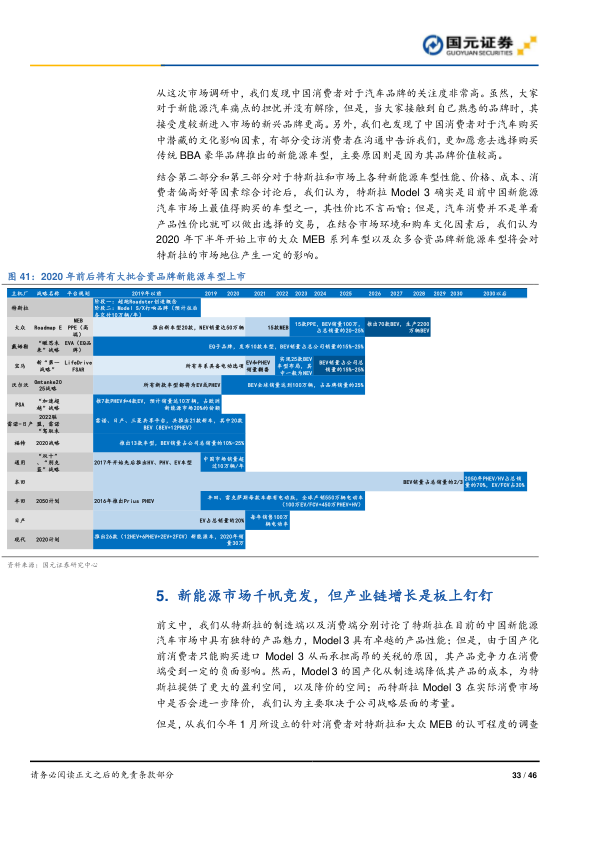 国元证券
GUOYUAN SECURITIES
从这次市场调研中，我们发现中国消费者对于汽车品牌的关注度非常高。虽然，大家
对于新能源汽车痛点的担忧并没有解除，但是，当大家接触到自己熟悉的品牌时，其
接受度较新进入市场的新兴品牌更高。另外，我们也发现了中国消费者对于汽车购买
中潜藏的文化影响因素，有部分受访消费者在沟通中告诉我们，更加愿意去选择购买
传统 BBA 豪华品牌推出的新能源车型，主要原因则是因为其品牌价值较高。
结合第二部分和第三部分对于特斯拉和市场上各种新能源车型性能、价格、成本、消
费者偏高好等因素综合讨论后，我们认为，特斯拉 Model 3 确实是目前中国新能源
汽车市场上最值得购买的车型之一，其性价比不言而喻；但是，汽车消费并不是单看
产品性价比就可以做出选择的交易，在结合市场环境和购车文化因素后，我们认为
2020 年下半年开始上市的大众 MEB 系列车型以及众多合资品牌新能源车型将会对
特斯拉的市场地位产生一定的影响。
图 41：2020 年前后将有大批合资品牌新能源车型上市
主机厂 战略名称 平台规划 2019年以前 2019 2020 2021 2022 2023 2024 2025 2026 2027 2028 2029 2030 2030以后
特斯拉 阶段一：超跑Roadster创造概念
阶段二：Model S/X打响品牌（预计拉出
各交付10万辆/年）
大众 Roadmap E MEB PPE（高端） 推出新车型20款，NEV销量达50万辆 15款MEB 15款PPE，BEV销量100万，占总销量的20-25% 推出70款BEV，生产2200万辆BEV
戴姆勒 "瞰思未来"战略 EVA（EQ品牌） EQ子品牌，发布10款车型，BEV销量占总公司销量的15%-25%
宝马 新"第一战略" LifeDrive FSAR 所有车系具备电动选项 EV和PHEV销量翻番 实现25款BEV车型布局，其中一款为NEV BEV销量占公司总销量的15%-25%
沃尔沃 Omtanke2025战略 所有新款车型都将为EV或PHEV BEV全球销量达到100万，占品牌销量的25%
PSA "加速超越"战略 投7款PHEV和4款EV，预计销量达10万辆，占欧洲新能源市场20%的份额
雷诺-日产 2022联盟，雷诺 雷诺、日产、三菱共享平台，共推出21款新车，其中20款BEV（8EV+12PHEV）
福特 2020战略 推出13款车型，BEV销量占公司总销量的10%-25%
通用 "双十"、"别克蓝"战略 2017年开始先后推出HV、PHV、EV车型 中国市场销量超过10万辆/年
本田 BEV销量占总销量的2/3 2050年PHEV/HV占总销量的70%，EV/FCV占30%
丰田 2050计划 2016年推出Prius PHEV 丰田、雷克萨斯每款车都有电动版，全球产销550万辆电动车（100万EV/FCV+450万PHEV+HV）
日产 EV占总销量的20% 每年销售100万辆电动车
现代 2020计划 推出26款（12HEV+6PHEV+2EV+2FCV）新能源车，2020年销量30万
资料来源：国元证券研究中心
5. 新能源市场千帆竞发，但产业链增长是板上钉钉
前文中，我们从特斯拉的制造端以及消费端分别讨论了特斯拉在目前的中国新能源
汽车市场中具有独特的产品魅力，Model 3 具有卓越的产品性能；但是，由于国产化
前消费者只能购买进口 Model 3 从而承担高昂的关税的原因，其产品竞争力在消费
端受到一定的负面影响。然而，Model 3 的国产化从制造端降低其产品的成本，为特
斯拉提供了更大的盈利空间，以及降价的空间；而特斯拉 Model 3 在实际消费市场
中是否会进一步降价，我们认为主要取决于公司战略层面的考量。
但是，从我们今年 1 月所设立的针对消费者对特斯拉和大众 MEB 的认可程度的调查
请务必阅读正文之后的免责条款部分
33 / 46